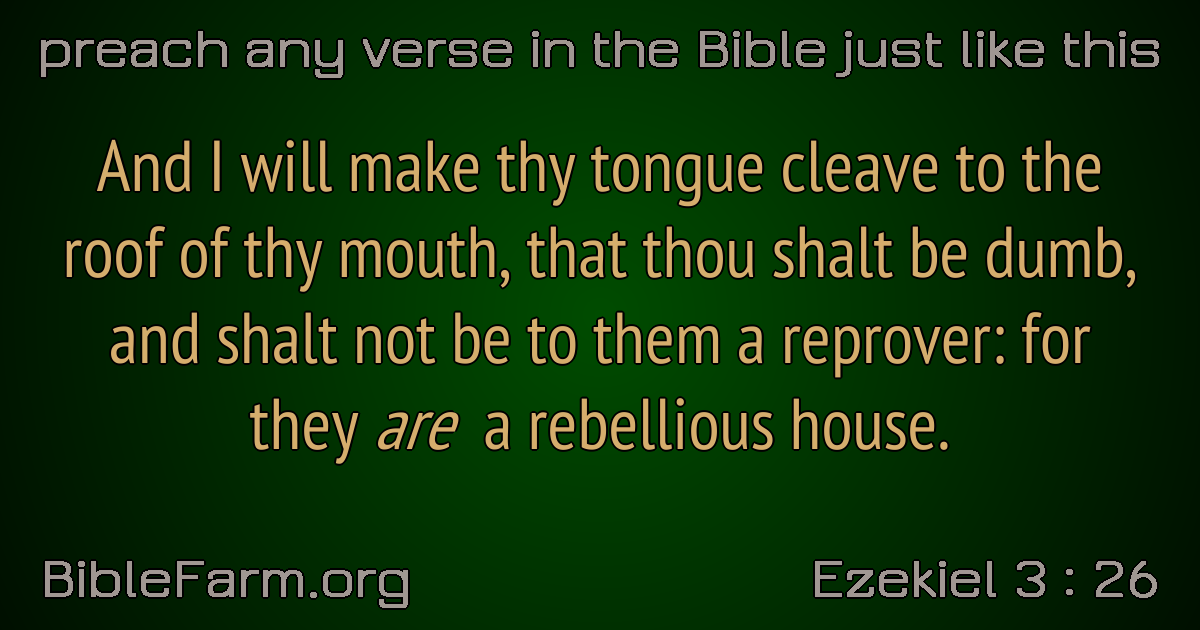 preach any verse in the Bible just like this
And I will make thy tongue cleave to the
roof of thy mouth, that thou shalt be dumb,
and shalt not be to them a reprover: for
they are a rebellious house.
BibleFarm.org
Ezekiel 3 : 26